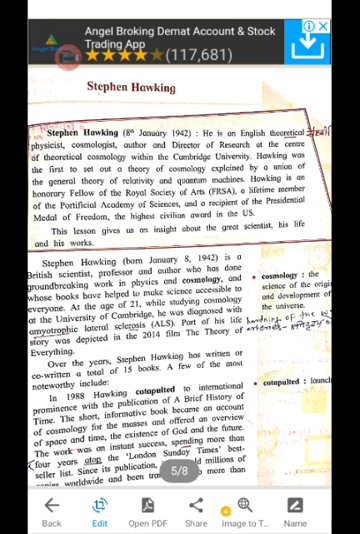 Angel Broking Demat Account & Stock
Trading App
(117,681)
Stephen Hawking
Stephen Hawking (8th January 1942) : He is an English theoretical
physicist, cosmologist, author and Director of Research at the centre
of theoretical cosmology within the Cambridge University. Hawking was
the first to set out a theory of cosmology explained by a union of
the general theory of relativity and quantum machines. Hawking is an
honorary Fellow of the Royal Society of Arts (FRSA), a lifetime member
of the Portificial Academy of Sciences, and a recipient of the Presidential
Medal of Freedom, the highest civilian award in the US.
This lesson gives us an insight about the great scientist, his life
and his works.
Stephen Hawking (born January 8, 1942) is a
British scientist, professor and author who has done
groundbreaking work in physics and cosmology, and
whose books have helped to make science accessible to
everyone. At the age of 21, while studying cosmology
at the University of Cambridge, he was diagnosed with
amyotrophic lateral sclerosis (ALS). Part of his life
story was depicted in the 2014 film The Theory of
Everything.
• cosmology : the
science of the origi
and development of
the universe.
Over the years, Stephen Hawking has written or
co-written a total of 15 books. A few of the most
noteworthy include:
In 1988 Hawking catapulted to international
prominence with the publication of A Brief History of
Time. The short, informative book became an account
of cosmology for the masses and offered an overview
of space and time, the existence of God and the future.
The work was an instant success, spending more than
four years atop the 'London Sunday Times' best-
seller list. Since its publication, millions of
worldwide and been more than
• catapulted : launch
5/8
Back
Edit
Open PDF
Share
Image to T...
Name